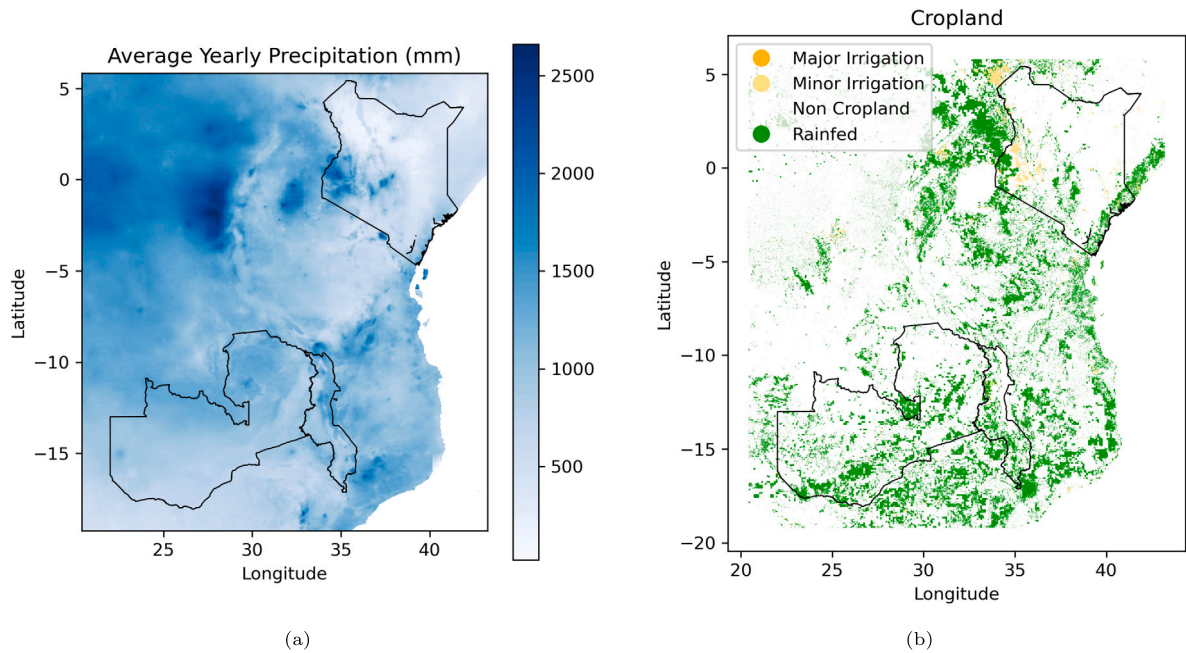 Average Yearly Precipitation (mm)
5
0
−5
−10
−15
Latitude
25
30
35
40
Longitude
2500
2000
1500
1000
500
(a)
Cropland
Major Irrigation
Minor Irrigation
Non Cropland
Rainfed
5
0
−5
−10
−15
−20
Latitude
20
25
30
35
40
Longitude
(b)